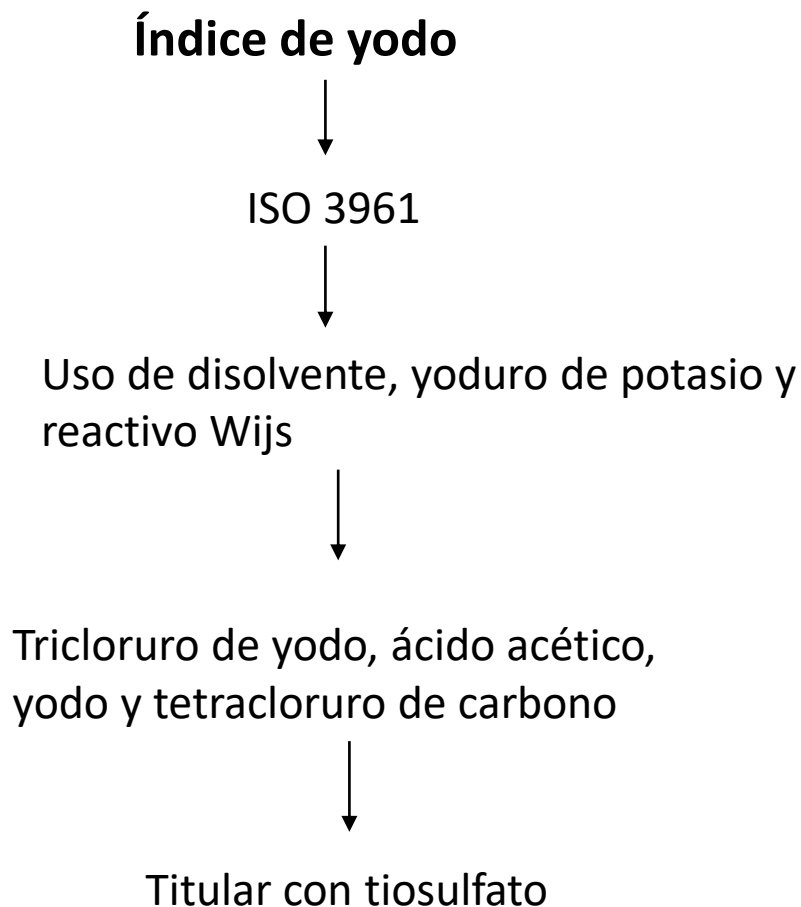 Índice de yodo
ISO 3961
Uso de disolvente, yoduro de potasio y
reactivo Wijs
Tricloruro de yodo, ácido acético,
yodo y tetracloruro de carbono
Titular con tiosulfato